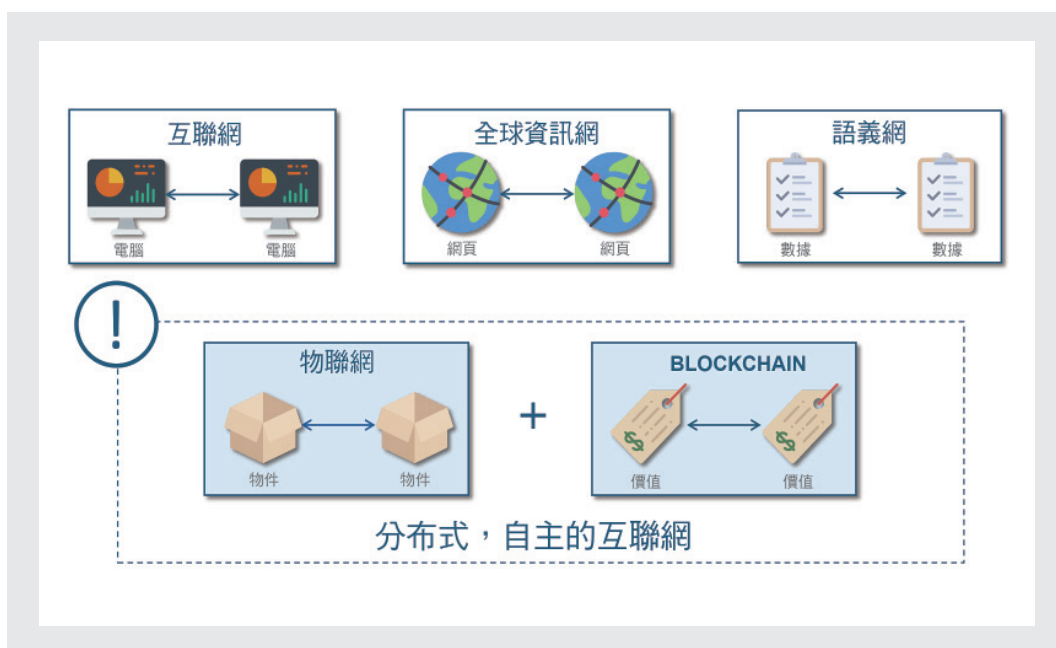 互聯網
電腦
電腦
全球資訊網
網頁
網頁
語義網
數據
數據
!
物聯網
物件
物件
+
BLOCKCHAIN
$
價值
$
價值
分布式，自主的互聯網